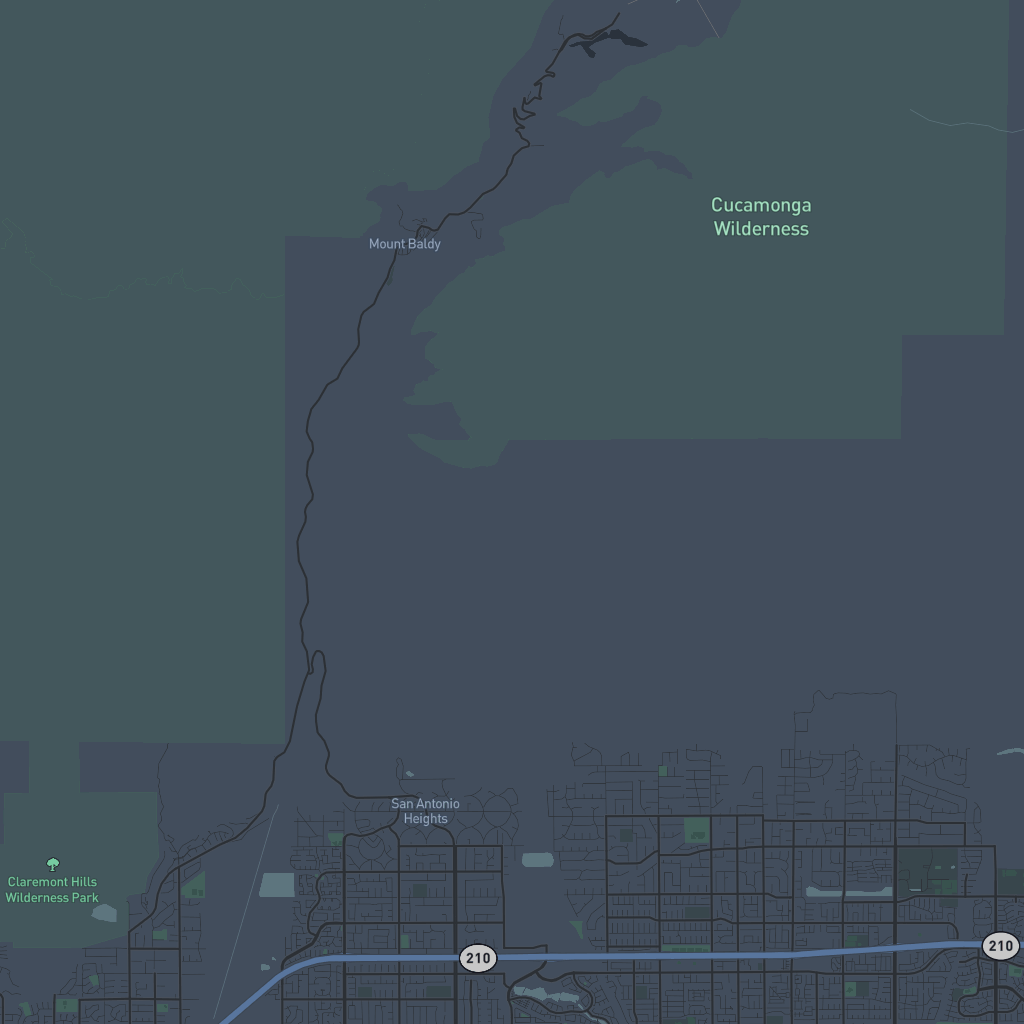 Cucamonga
Wilderness
Mount Baldy
San Antonio
Heights
Claremont Hills
Wilderness Park
210
210